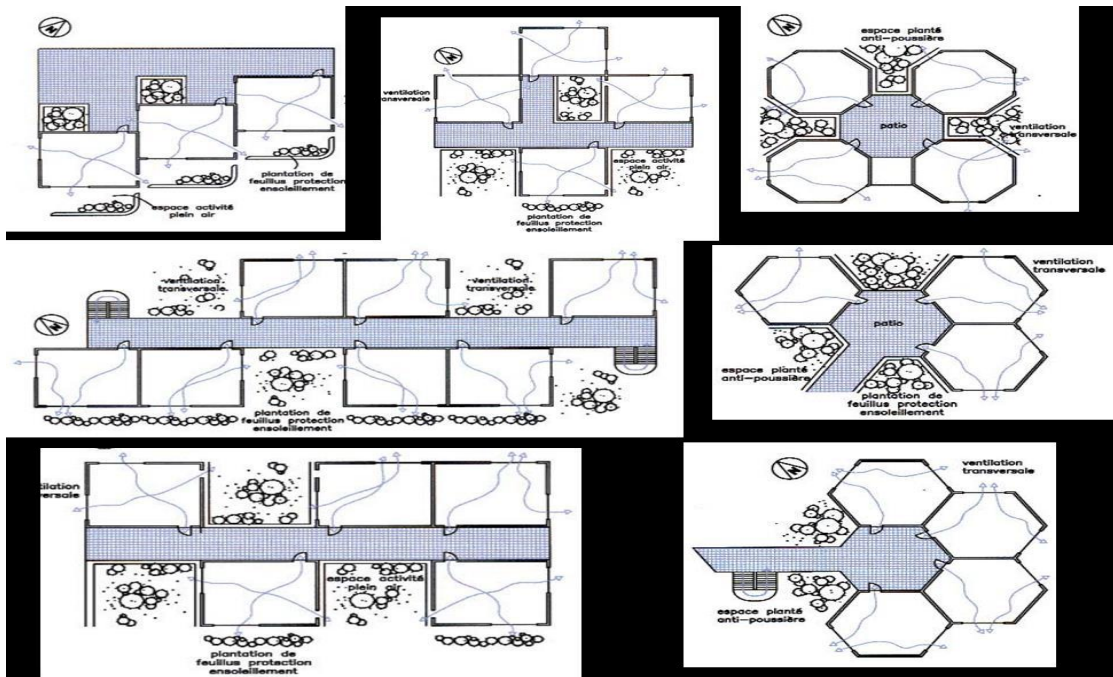 plantation de
feuillus protection
ensoleillement
espace activité
plein air
ventilation
transversale
espace activité
plein air
plantation de
feuillus protection
ensoleillement
espace planté
anti-poussière
patio
ventilation
transversale
ventilation
transversale
ventilation
transversale
plantation de
feuillus protection
ensoleillement
ventilation
transversale
patio
espace planté
anti-poussière
plantation de
feuillus protection
ensoleillement
tilation
versale
espace activité
plein air
plantation de
feuillus protection
ensoleillement
ventilation
transversale
espace planté
anti-poussière